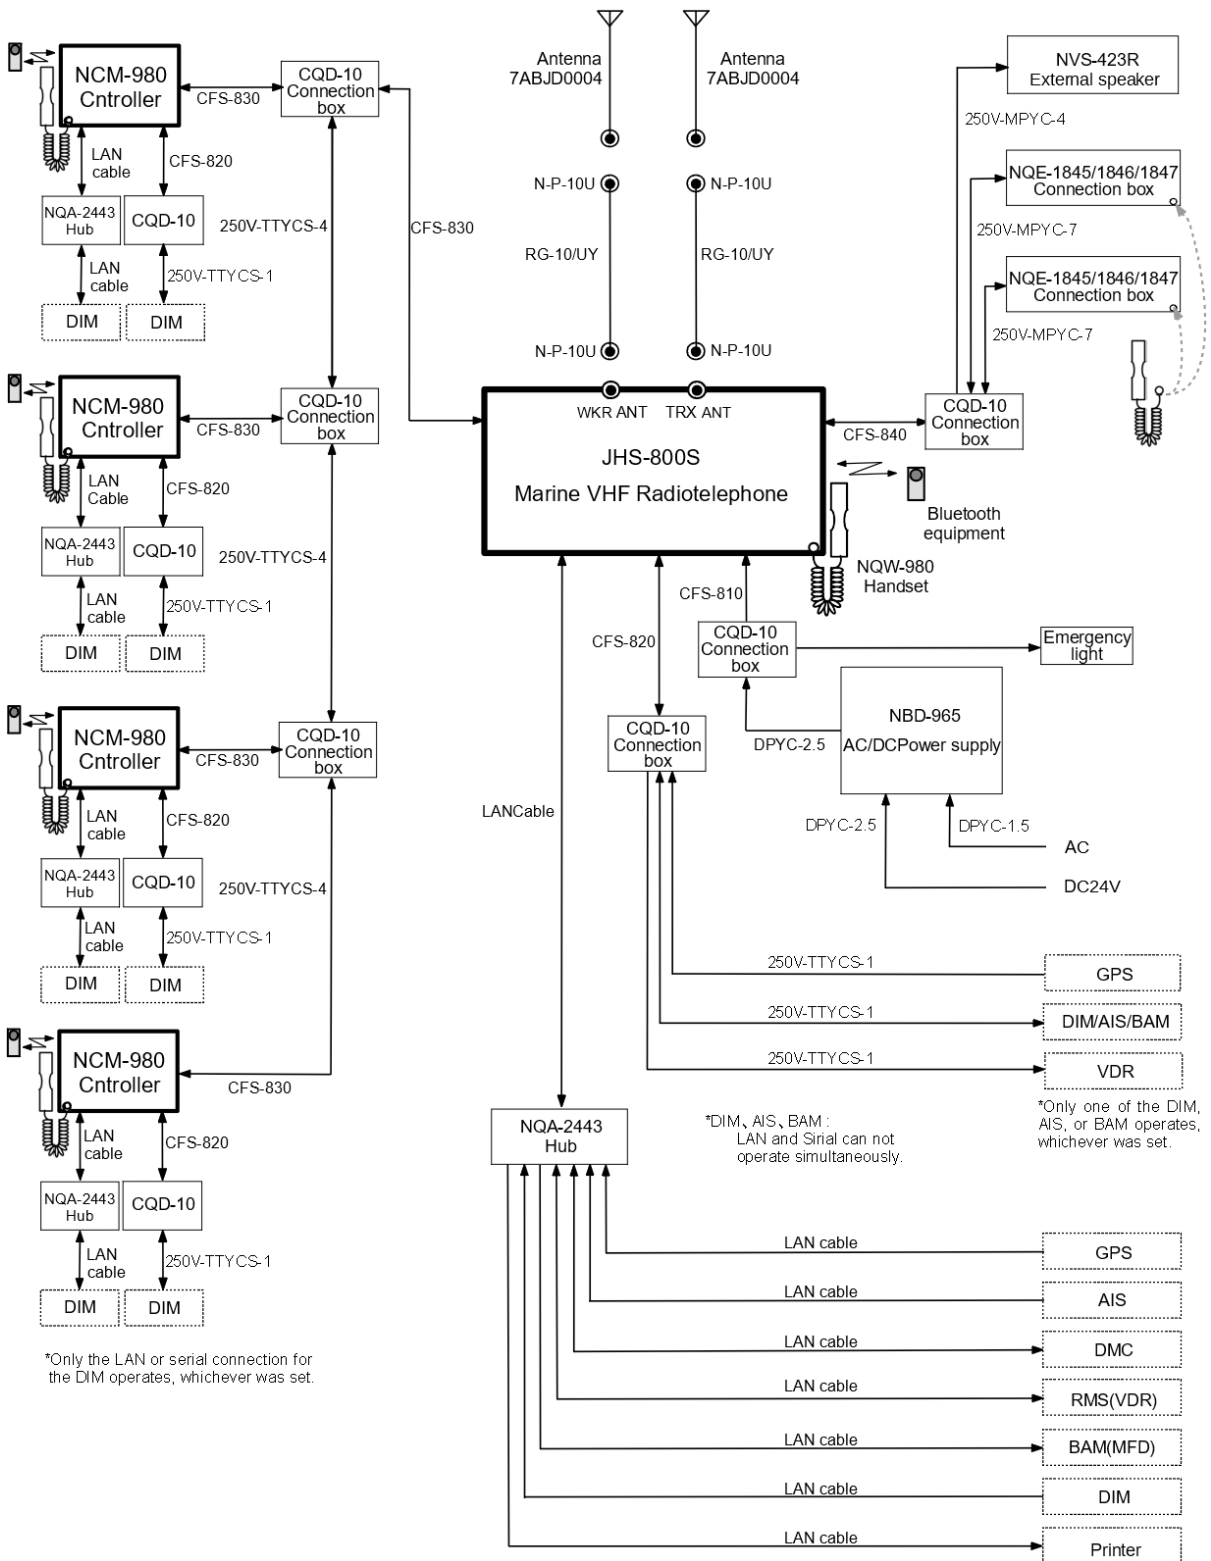 NCM-980
Cntroller
CFS-830
CQD-10
Connection
box
LAN
cable
CFS-820
NQA-2443
Hub
CQD-10
250V-TTYCS-4
LAN
cable
250V-TTYCS-1
DIM
DIM
CFS-830
NCM-980
Cntroller
CFS-830
CQD-10
Connection
box
LAN
Cable
CFS-820
NQA-2443
Hub
CQD-10
250V-TTYCS-4
LAN
cable
250V-TTYCS-1
DIM
DIM
NCM-980
Cntroller
CFS-830
CQD-10
Connection
box
LAN
cable
CFS-820
NQA-2443
Hub
CQD-10
250V-TTYCS-4
LAN
cable
250V-TTYCS-1
DIM
DIM
NCM-980
Cntroller
CFS-830
LAN
cable
CFS-820
NQA-2443
Hub
CQD-10
LAN
cable
250V-TTYCS-1
DIM
DIM
*Only the LAN or serial connection for
the DIM operates, whichever was set.
Antenna
7ABJD0004
Antenna
7ABJD0004
N-P-10U
N-P-10U
RG-10/UY
RG-10/UY
N-P-10U
N-P-10U
WKR ANT
TRX ANT
JHS-800S
Marine VHF Radiotelephone
NVS-423R
External speaker
250V-MPYC-4
NQE-1845/1846/1847
Connection box
250V-MPYC-7
NQE-1845/1846/1847
Connection box
250V-MPYC-7
CFS-840
CQD-10
Connection
box
Bluetooth
equipment
NQW-980
Handset
CFS-810
CFS-820
CQD-10
Connection
box
Emergency
light
NBD-965
AC/DCPower supply
DPYC-2.5
CQD-10
Connection
box
DPYC-2.5
DPYC-1.5
AC
DC24V
LANCable
250V-TTYCS-1
GPS
250V-TTYCS-1
DIM/AIS/BAM
250V-TTYCS-1
VDR
*Only one of the DIM,
AIS, or BAM operates,
whichever was set.
*DIM、AIS、BAM :
LAN and Sirial can not
operate simultaneously.
NQA-2443
Hub
LAN cable
GPS
LAN cable
AIS
LAN cable
DMC
LAN cable
RMS(VDR)
LAN cable
BAM(MFD)
LAN cable
DIM
LAN cable
Printer